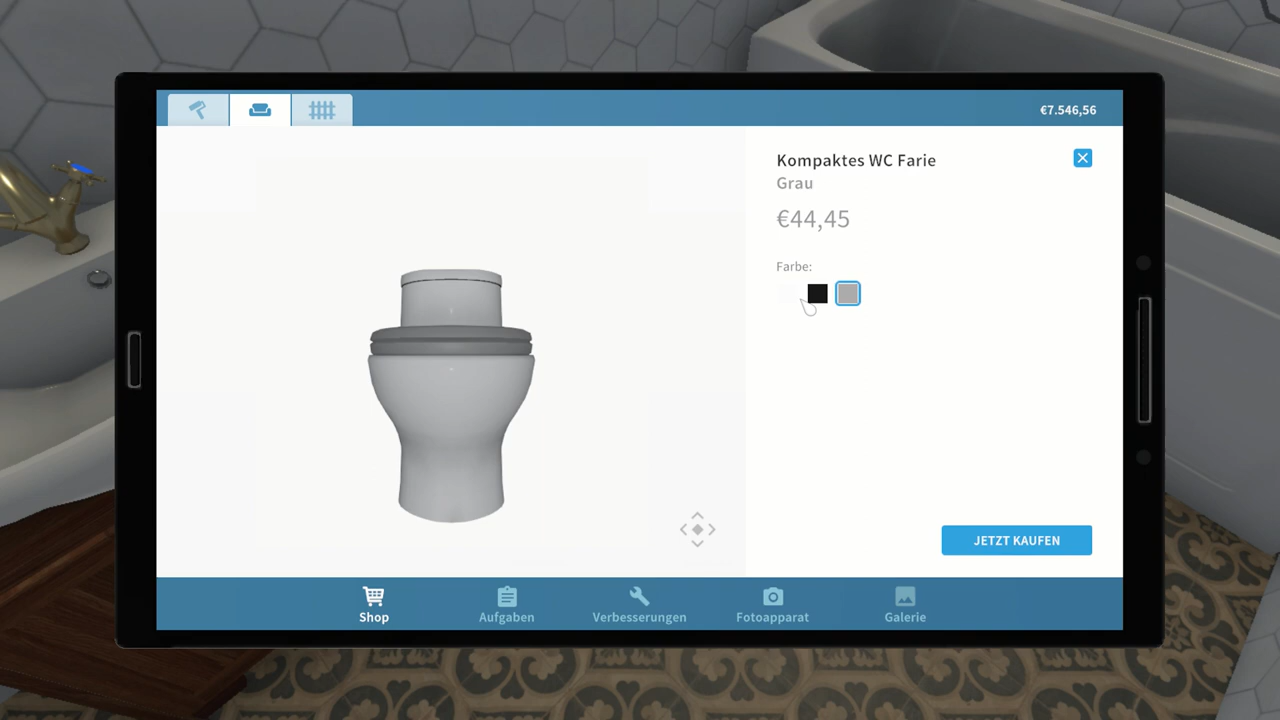 €7.546,56
Kompaktes WC Farie
Grau
€44,45
Farbe:
JETZT KAUFEN
Shop
Aufgaben
Verbesserungen
Fotoapparat
Galerie